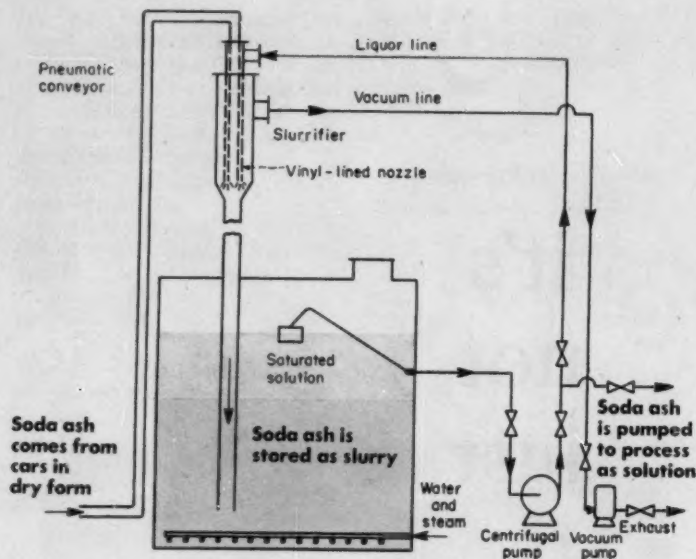 Liquor line
Pneumatic
conveyor
Vacuum line
Slurrifier
Vinyl-lined nozzle
Saturated
solution
Soda ash
comes from
cars in
dry form
Soda ash is
stored as slurry
Soda ash
is pumped
to process
as solution
Water
and
steam
Centrifugal
pump
Vacuum
pump
Exhaust